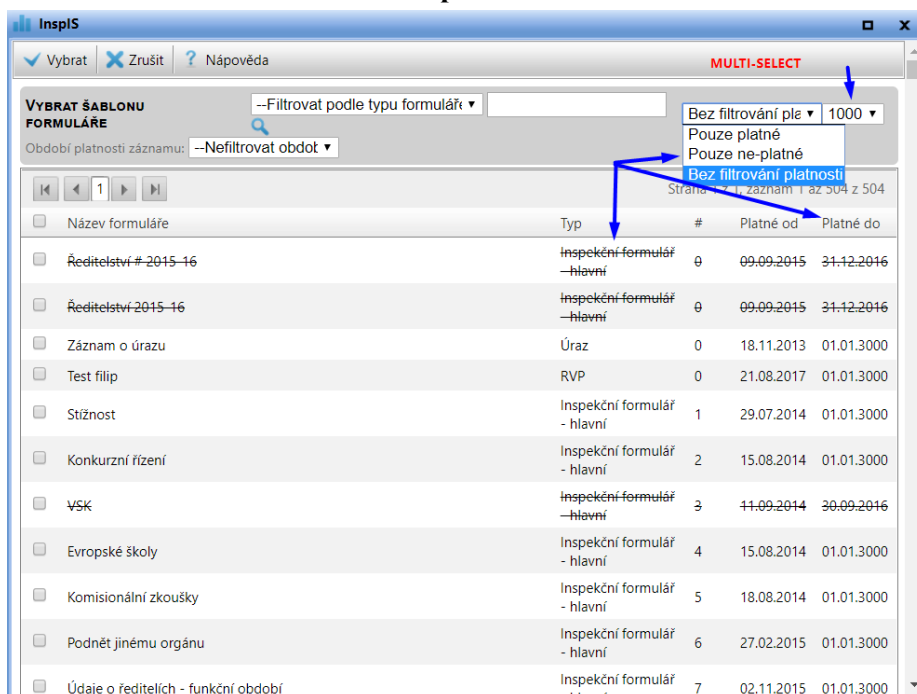 InspIS
Vybrat Zrušit ? Nápověda MULTI-SELECT
VYBRAT ŠABLONU FORMULÁŘE --Filtrovat podle typu formuláře Bez filtrování pla 1000
Období platnosti záznamu: --Nefiltrovat obdob
Pouze platné
Pouze ne-platné
Bez filtrování platnosti
1 Strana 1 z 1, záznam 1 až 504 z 504
Název formuláře Typ # Platné od Platné do
Ředitelství # 2015-16 Inspekční formulář - hlavní 0 09.09.2015 31.12.2016
Ředitelství 2015-16 Inspekční formulář - hlavní 0 09.09.2015 31.12.2016
Záznam o úrazu Úraz 0 18.11.2013 01.01.3000
Test filip RVP 0 21.08.2017 01.01.3000
Stížnost Inspekční formulář - hlavní 1 29.07.2014 01.01.3000
Konkurzní řízení Inspekční formulář - hlavní 2 15.08.2014 01.01.3000
VSK Inspekční formulář - hlavní 3 11.09.2014 30.09.2016
Evropské školy Inspekční formulář - hlavní 4 15.08.2014 01.01.3000
Komisionální zkoušky Inspekční formulář - hlavní 5 18.08.2014 01.01.3000
Podnět jinému orgánu Inspekční formulář - hlavní 6 27.02.2015 01.01.3000
Údaje o ředitelích - funkční období Inspekční formulář 7 02.11.2015 01.01.3000